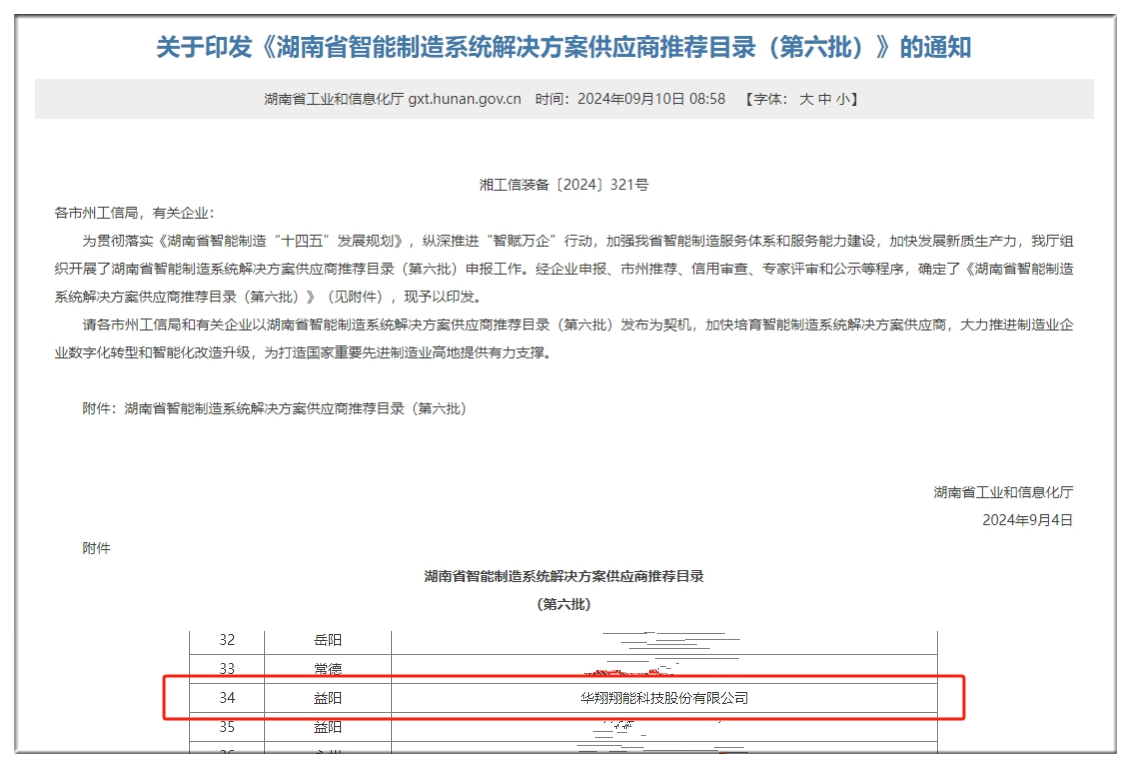 关于印发《湖南省智能制造系统解决方案供应商推荐目录（第六批）》的通知
湖南省工业和信息化厅 gxt.hunan.gov.cn 时间：2024年09月10日 08:58 【字体： 大 中 小】
湘工信装备〔2024〕321号
各市州工信局，有关企业：
为贯彻落实《湖南省智能制造“十四五”发展规划》，纵深推进“智赋万企”行动，加强我省智能制造服务体系和服务能力建设，加快发展新质生产力，我厅组
织开展了湖南省智能制造系统解决方案供应商推荐目录（第六批）申报工作。经企业申报、市州推荐、信用审查、专家评审和公示等程序，确定了《湖南省智能制造
系统解决方案供应商推荐目录（第六批）》（见附件），现予以印发。
请各市州工信局和有关企业以湖南省智能制造系统解决方案供应商推荐目录（第六批）发布为契机，加快培育智能制造系统解决方案供应商，大力推进制造业企
业数字化转型和智能化改造升级，为打造国家重要先进制造业高地提供有力支撑。
附件：湖南省智能制造系统解决方案供应商推荐目录（第六批）
湖南省工业和信息化厅
2024年9月4日
附件
湖南省智能制造系统解决方案供应商推荐目录
（第六批）
32 岳阳
33 常德
34 益阳 华翔翔能科技股份有限公司
35 益阳